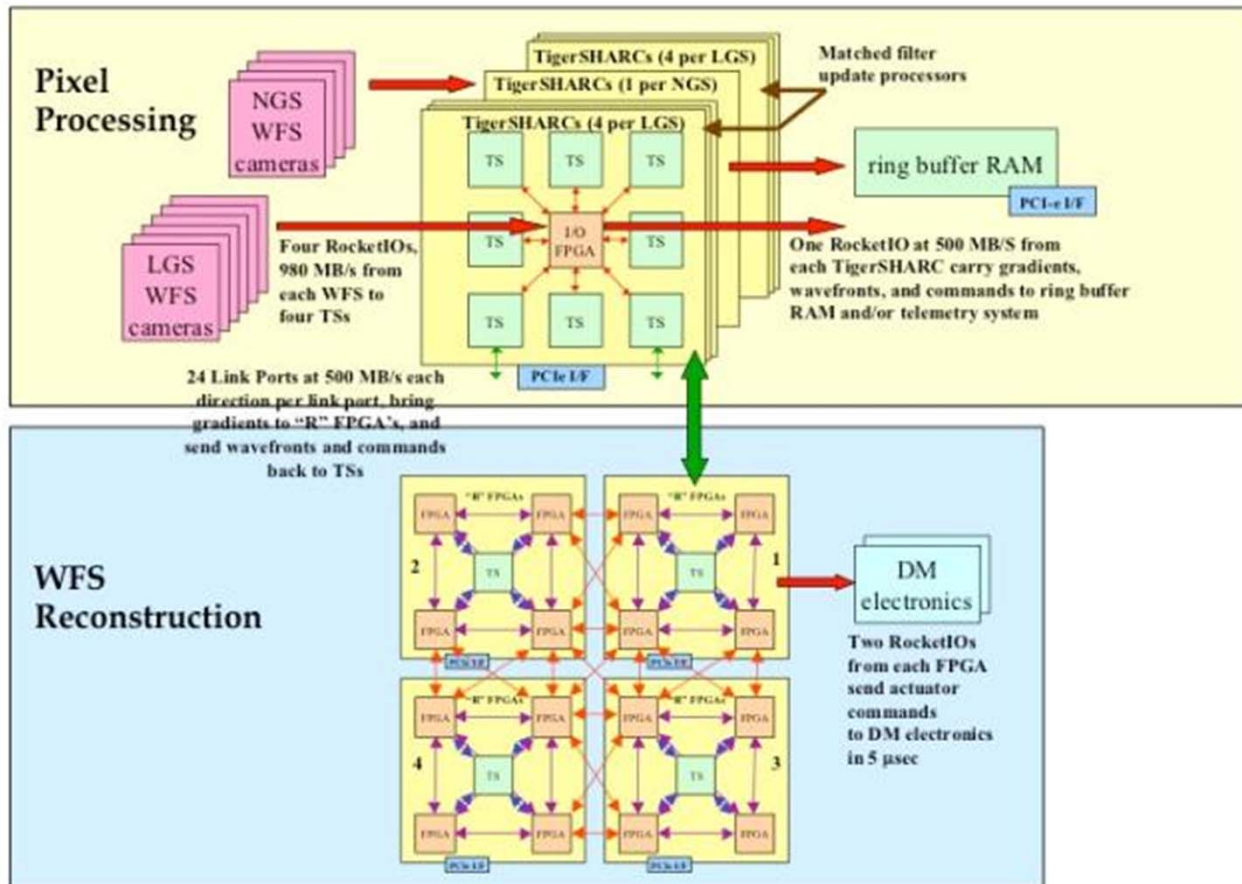 Pixel
Processing
NGS
WFS
cameras
LGS
WFS
cameras
Four RocketIOs,
980 MB/s from
each WFS to
four TSs
TigerSHARCs (4 per LGS)
TigerSHARCs (1 per NGS)
TigerSHARCs (4 per LGS)
TS
TS
TS
TS
I/O
FPGA
TS
TS
TS
TS
PCIe I/F
Matched filter
update processors
ring buffer RAM
PCI-e I/F
One RocketIO at 500 MB/S from
each TigerSHARC carry gradients,
wavefronts, and commands to ring buffer
RAM and/or telemetry system
24 Link Ports at 500 MB/s each
direction per link port, bring
gradients to “R” FPGA's, and
send wavefronts and commands
back to TSs
WFS
Reconstruction
“R” FPGAs
FPGA
FPGA
2
TS
FPGA
FPGA
PCIe I/F
“R” FPGAs
FPGA
FPGA
1
TS
FPGA
FPGA
PCIe I/F
“R” FPGAs
FPGA
FPGA
4
TS
FPGA
FPGA
PCIe I/F
“R” FPGAs
FPGA
FPGA
3
TS
FPGA
FPGA
PCIe I/F
DM
electronics
Two RocketIOs
from each FPGA
send actuator
commands
to DM electronics
in 5 µsec